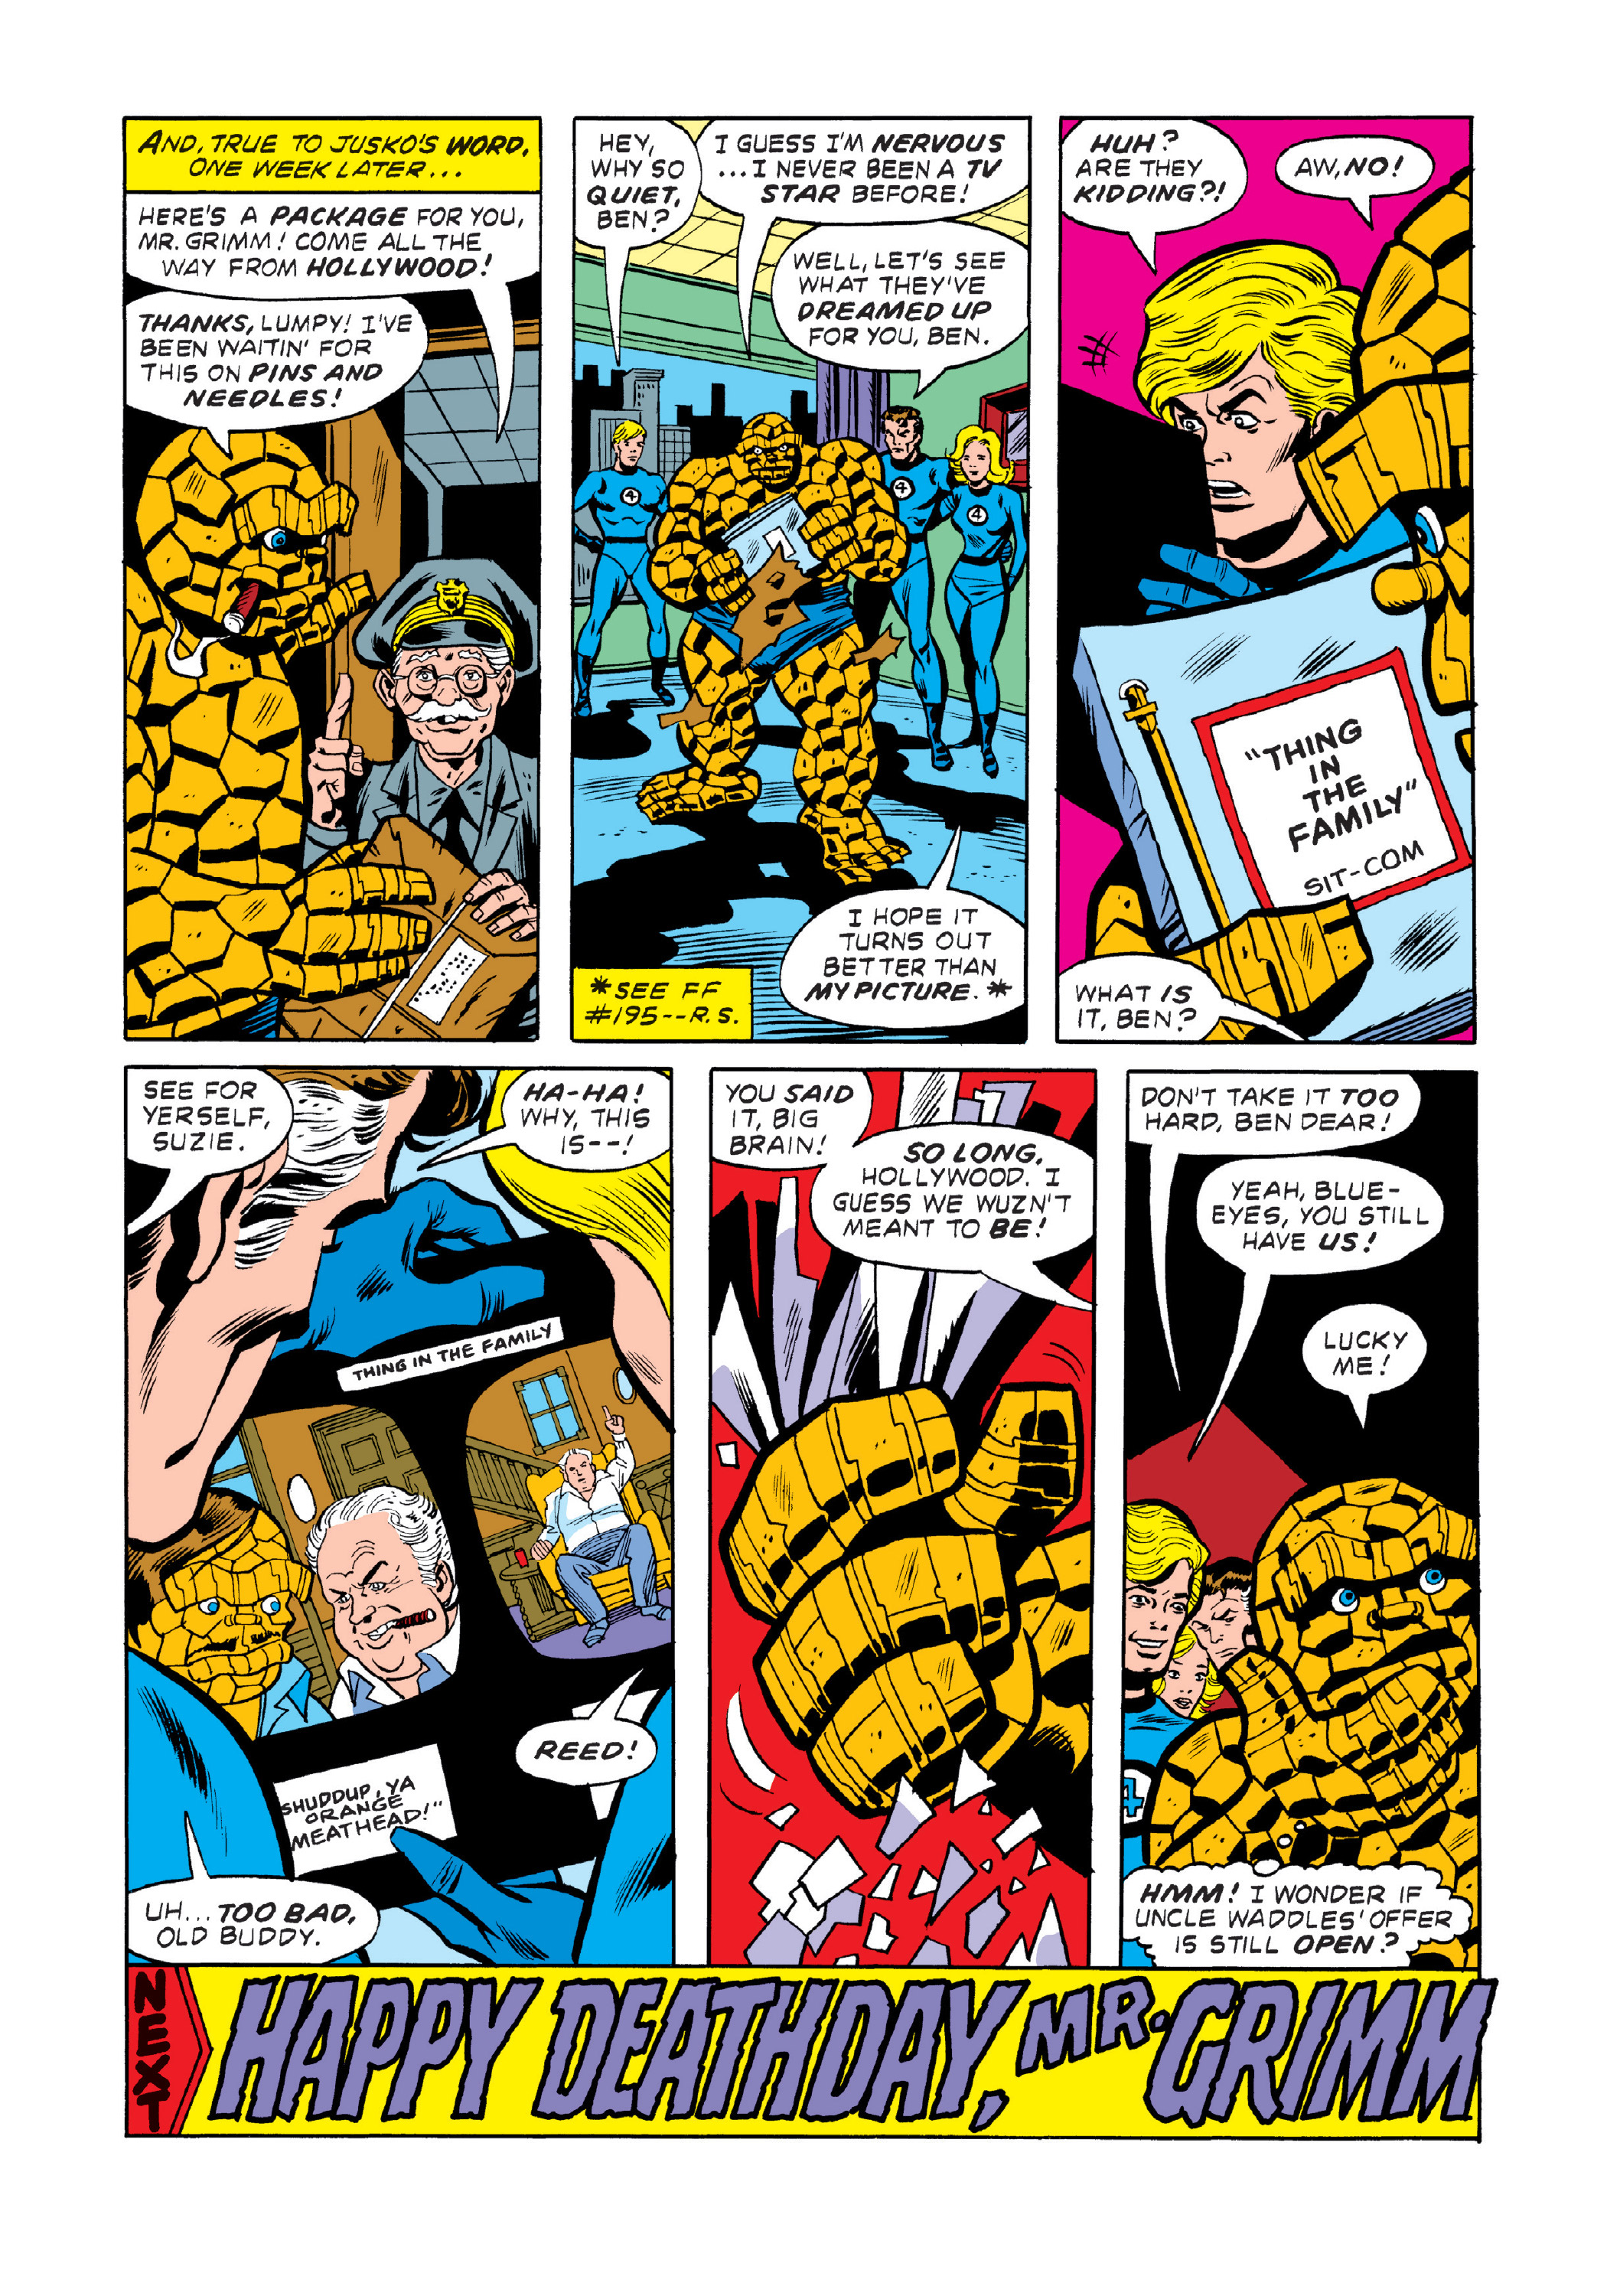 AND, TRUE TO JUSKO'S WORD,
ONE WEEK LATER...
HERE'S A PACKAGE FOR YOU,
MR. GRIMM! COME ALL THE
WAY FROM HOLLYWOOD!
THANKS, LUMPY! I'VE
BEEN WAITIN' FOR
THIS ON PINS AND
NEEDLES!
HEY,
WHY SO
QUIET,
BEN?
I GUESS I'M NERVOUS
...I NEVER BEEN A TV
STAR BEFORE!
WELL, LET'S SEE
WHAT THEY'VE
DREAMED UP
FOR YOU, BEN.
4
4
4
I HOPE IT
TURNS OUT
BETTER THAN
MY PICTURE.*
*SEE FF
#195--R.S.
HUH?
ARE THEY
KIDDING?!
AW, NO!
"THING
IN
THE
FAMILY"
SIT-COM
WHAT IS
IT, BEN?
SEE FOR
YERSELF,
SUZIE.
HA-HA!
WHY, THIS
IS--!
THING IN THE FAMILY
REED!
SHUDDUP, YA
ORANGE
MEATHEAD!"
UH... TOO BAD,
OLD BUDDY.
YOU SAID
IT, BIG
BRAIN!
SO LONG,
HOLLYWOOD. I
GUESS WE WUZN'T
MEANT TO BE!
DON'T TAKE IT TOO
HARD, BEN DEAR!
YEAH, BLUE-
EYES, YOU STILL
HAVE US!
LUCKY
ME!
4
HMM! I WONDER IF
UNCLE WADDLES' OFFER
IS STILL OPEN?
NEXT
HAPPY DEATHDAY, MR. GRIMM